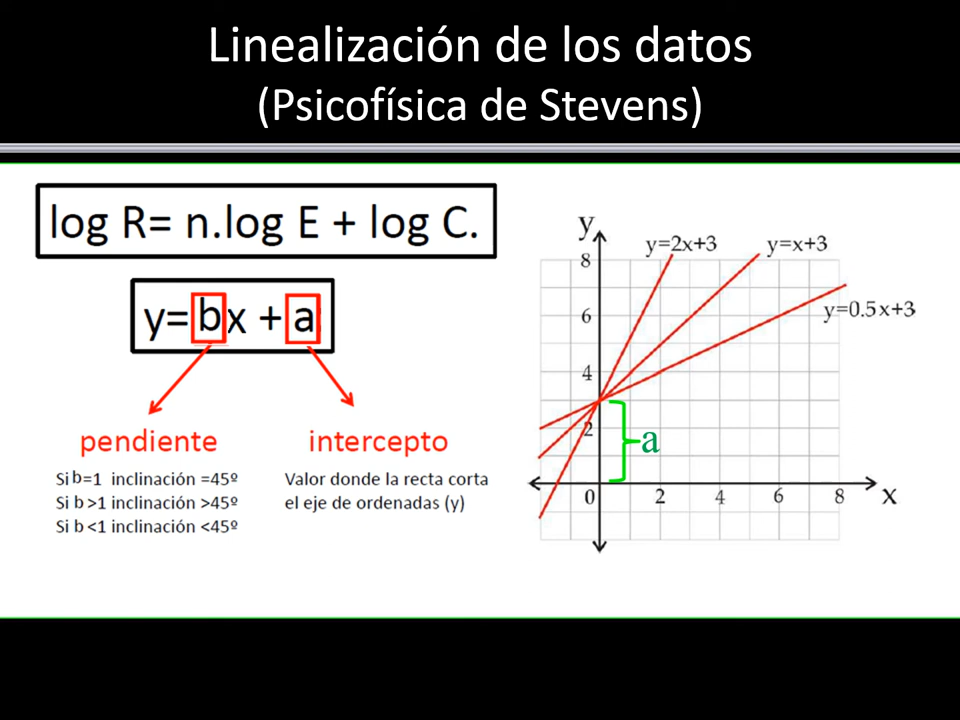 Linealización de los datos
(Psicofísica de Stevens)
log R= n.log E + log C.
y= b x + a
pendiente
Si b =1 inclinación =45º
Si b >1 inclinación >45º
Si b <1 inclinación <45º
intercepto
Valor donde la recta corta
el eje de ordenadas (y)
y
y=2x+3
y=x+3
y=0.5x+3
8
6
4
2
a
0
2
4
6
8
x